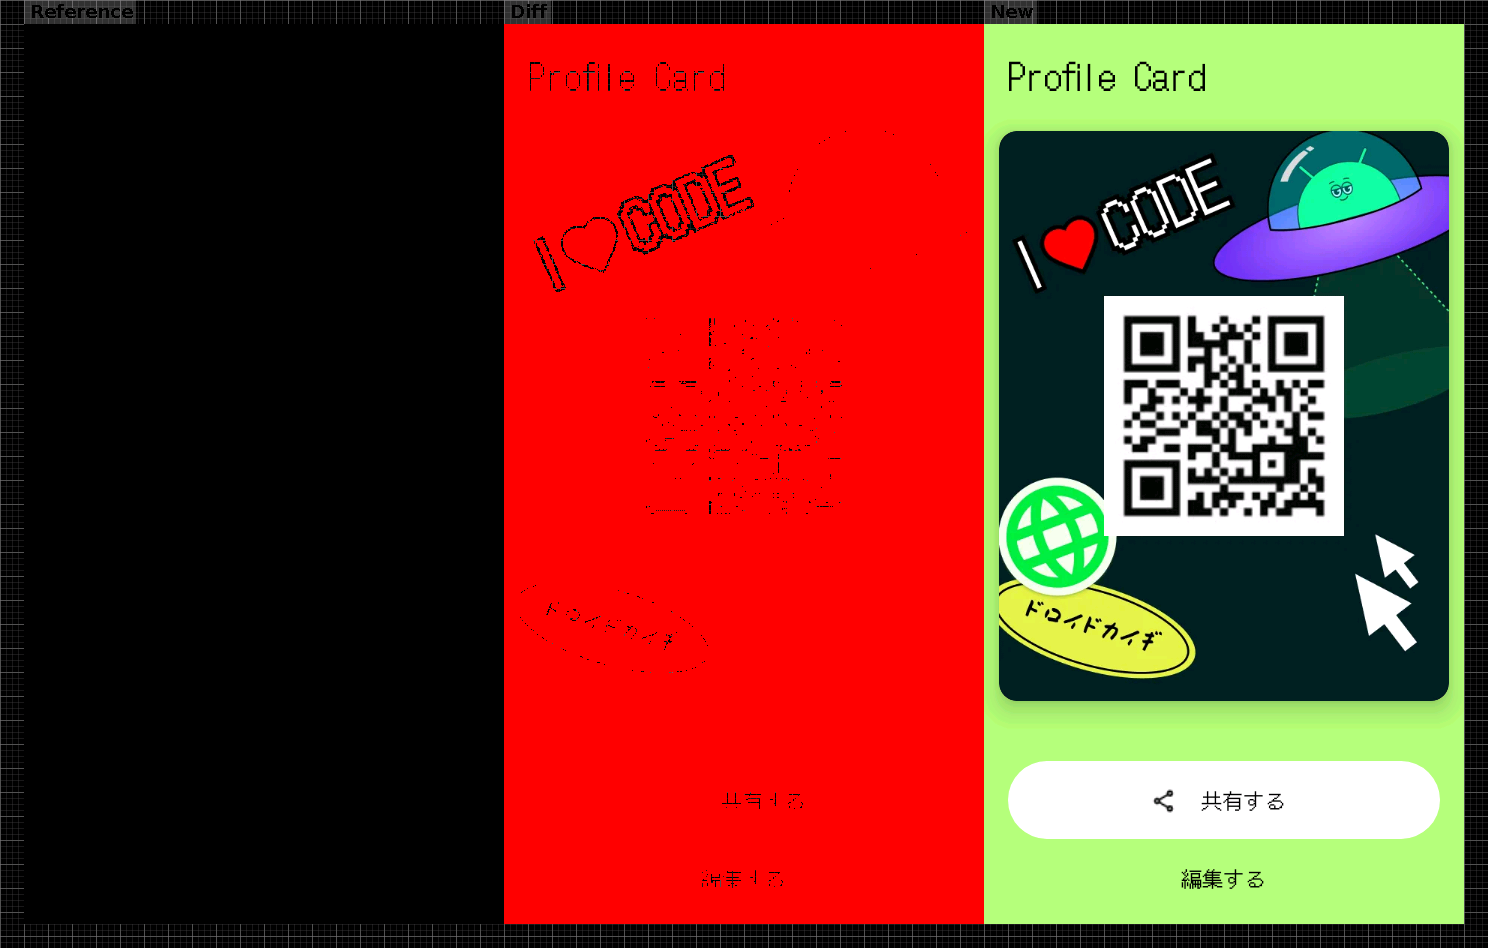 Reference
Diff
New
Profile Card
I CODE
ドロイドカイギ
共有する
編集する
Profile Card
I CODE
ドロイドカイギ
共有する
編集する